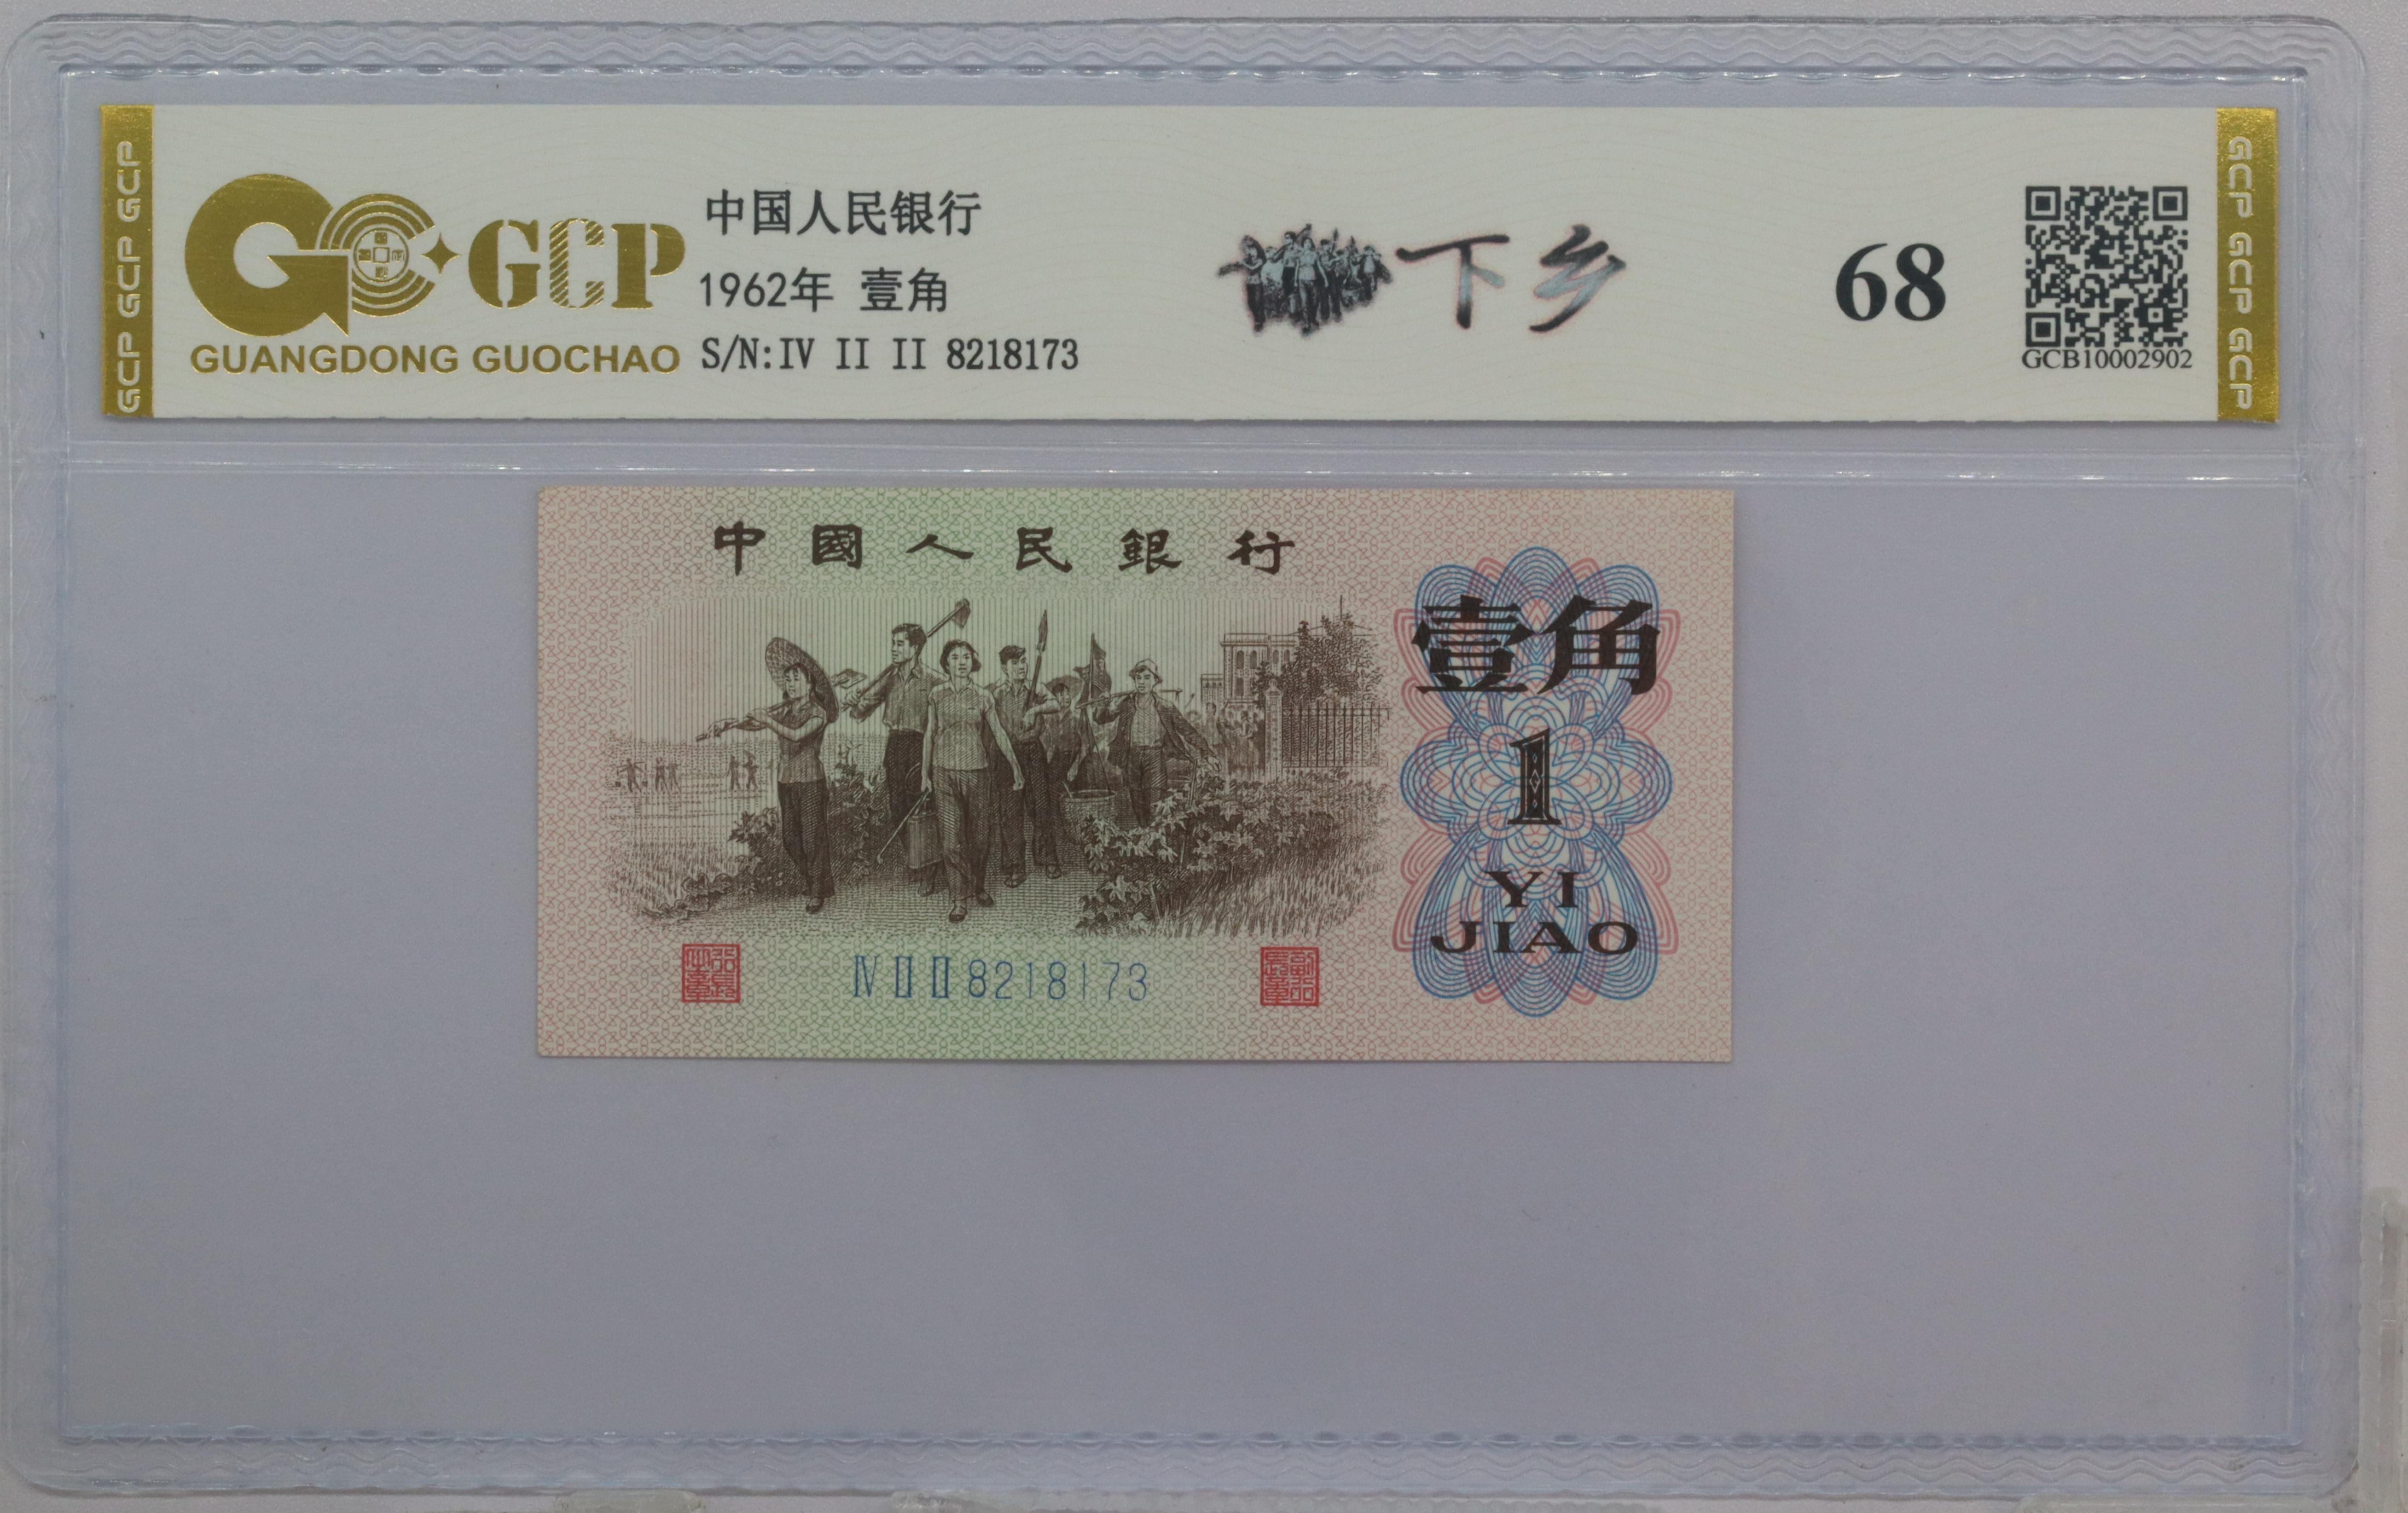 GCP GCP GCP
GCP
GUANGDONG GUOCHAO
中国人民银行
1962年 壹角
S/N:IV II II 8218173
下乡
68
GCB10002902
GCP GCP GCP
中國人民銀行
壹角
1
YI
JIAO
Ⅳ Ⅱ Ⅱ 8218173